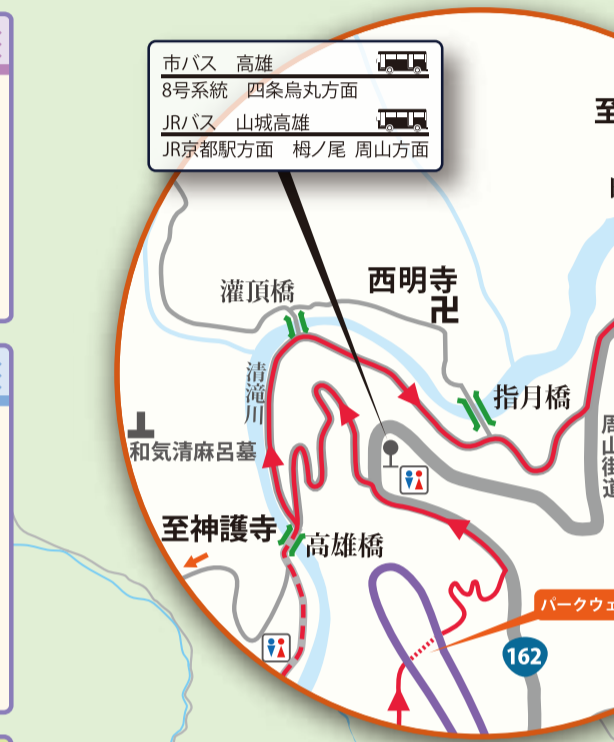 市バス 高雄
8号系統 四条烏丸方面
JRバス 山城高雄
JR京都駅方面 栂ノ尾 周山方面
至
灌頂橋
西明寺
清滝川
指月橋
周山街道
和気清麻呂墓
至神護寺
高雄橋
パークウェ
162